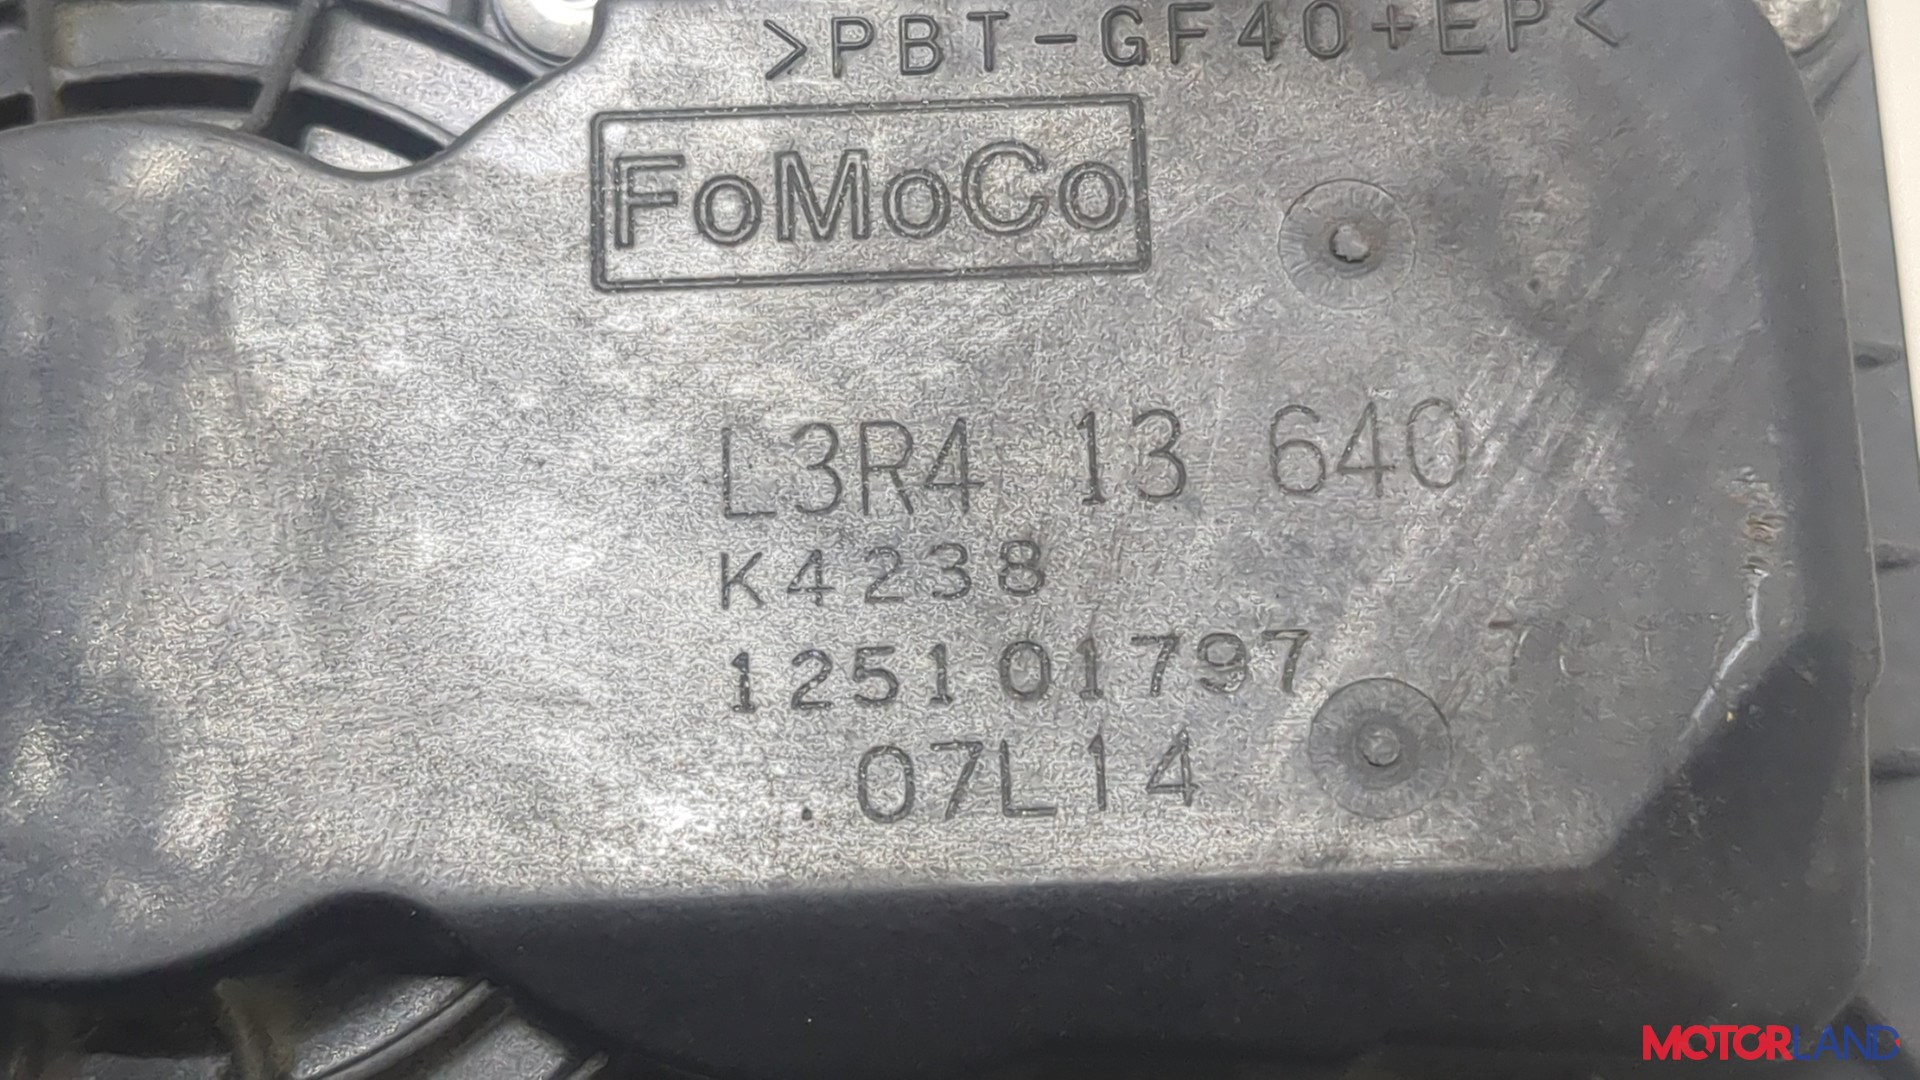 >PBT-GF40+EP<
FoMoCo
L3R4 13 640
K4238
125101797
.07L14
MOTORLAND